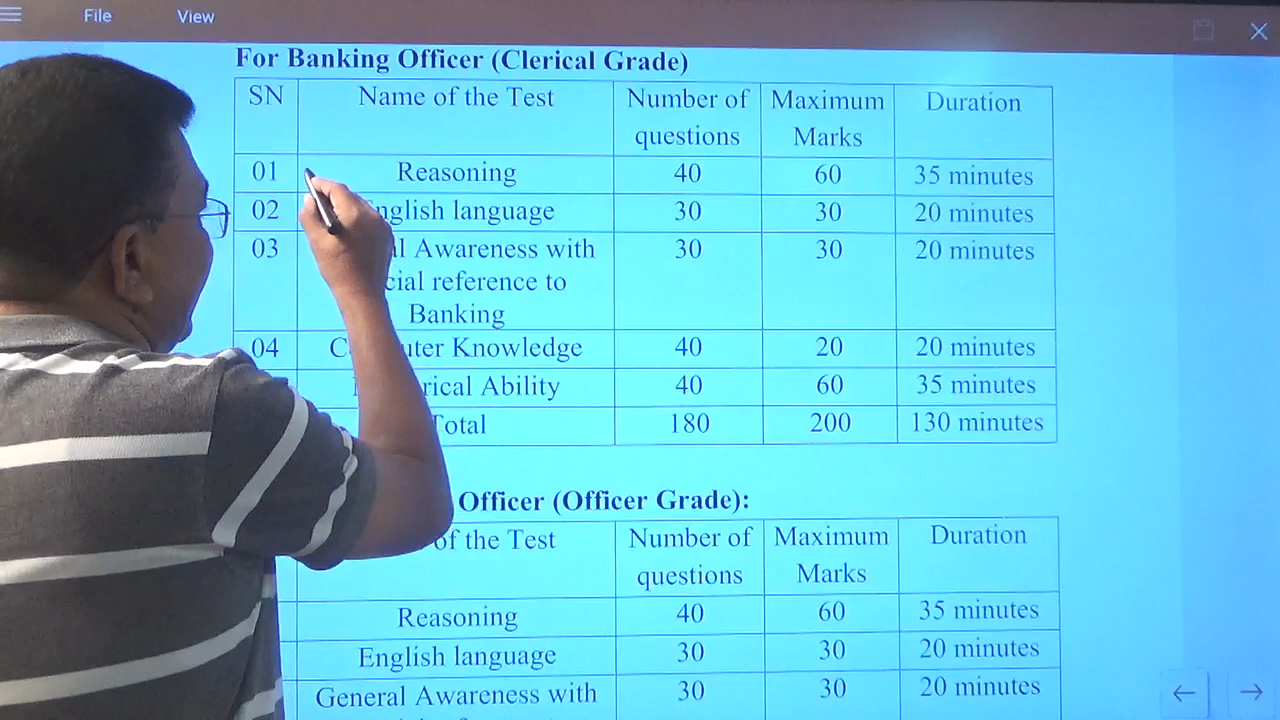 File View
For Banking Officer (Clerical Grade)
SN Name of the Test Number of questions Maximum Marks Duration
01 Reasoning 40 60 35 minutes
02 English language 30 30 20 minutes
03 Awareness with 30 30 20 minutes
reference to
Banking
04 Computer Knowledge 40 20 20 minutes
Ability 40 60 35 minutes
Total 180 200 130 minutes
Officer (Officer Grade):
of the Test Number of questions Maximum Marks Duration
Reasoning 40 60 35 minutes
English language 30 30 20 minutes
General Awareness with 30 30 20 minutes